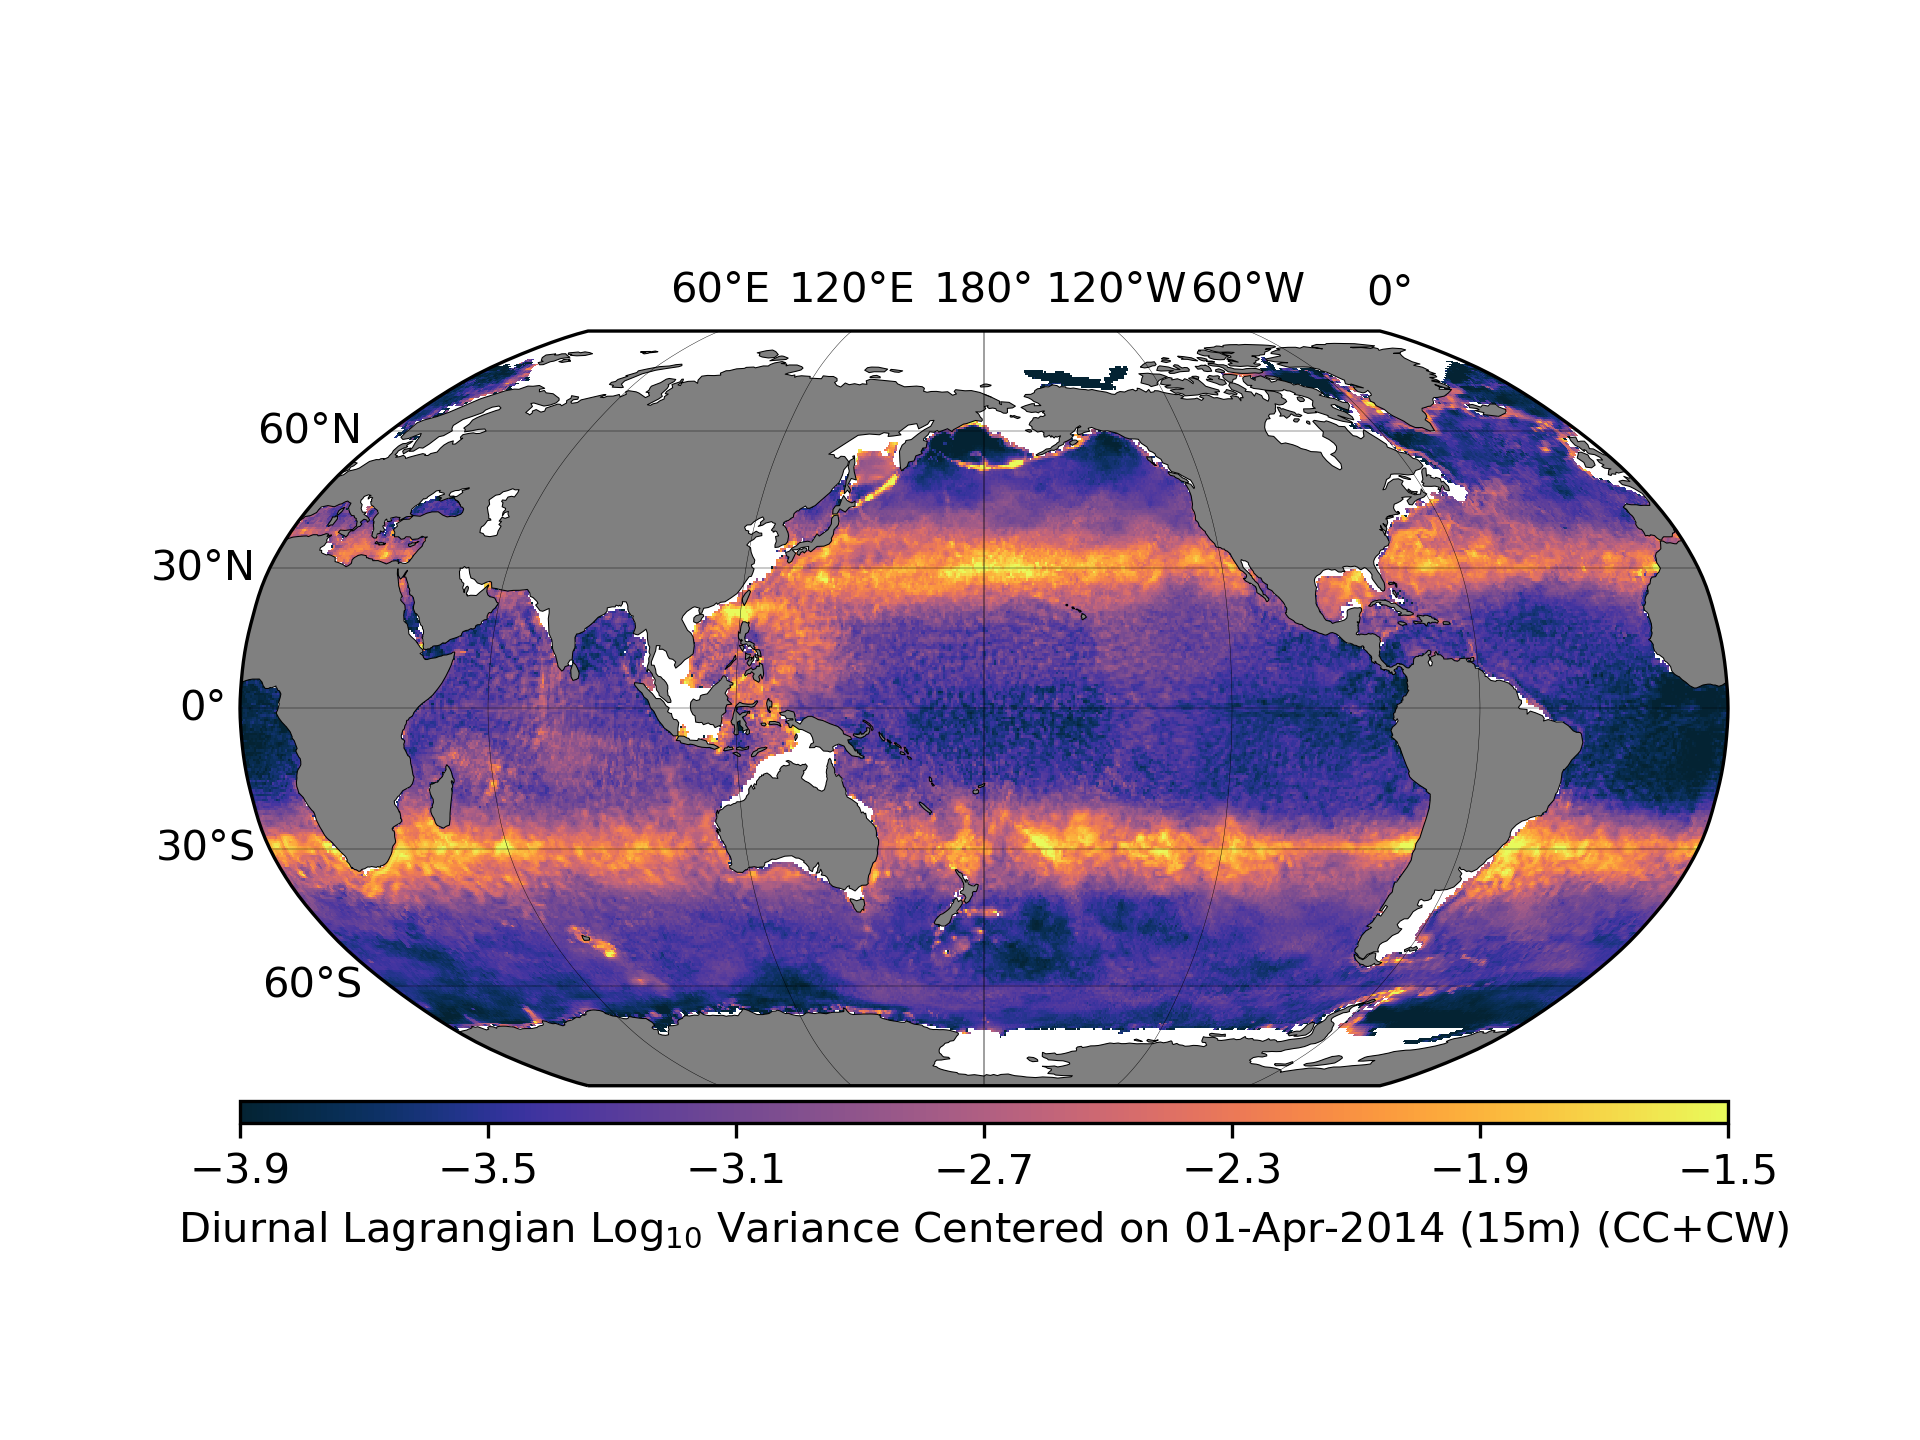 60°E 120°E 180° 120°W 60°W 0°
60°N
30°N
0°
30°S
60°S
−3.9 −3.5 −3.1 −2.7 −2.3 −1.9 −1.5
Diurnal Lagrangian Log₁₀ Variance Centered on 01-Apr-2014 (15m) (CC+CW)